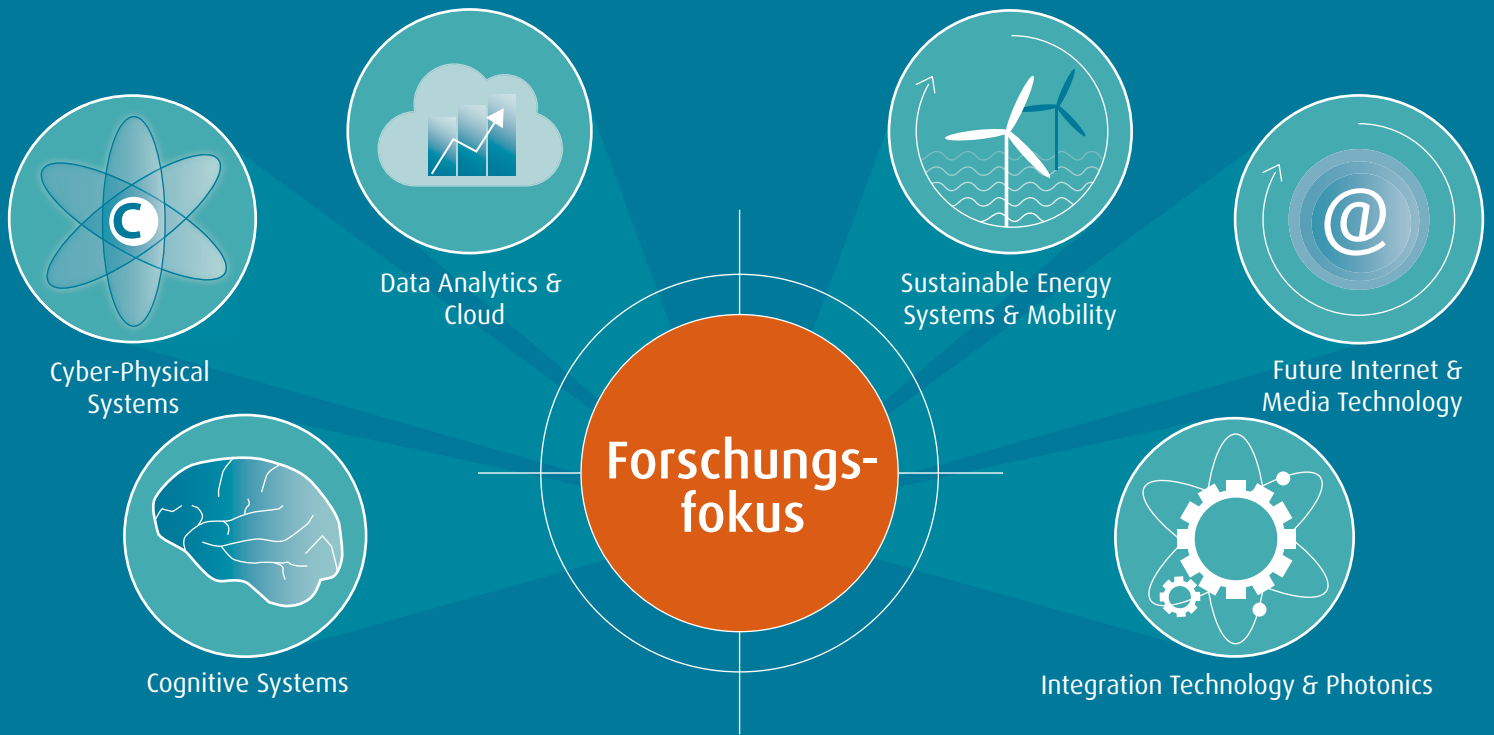 C
Cyber-Physical
Systems
Data Analytics &
Cloud
Sustainable Energy
Systems & Mobility
@
Future Internet &
Media Technology
Forschungs-
fokus
Cognitive Systems
Integration Technology & Photonics